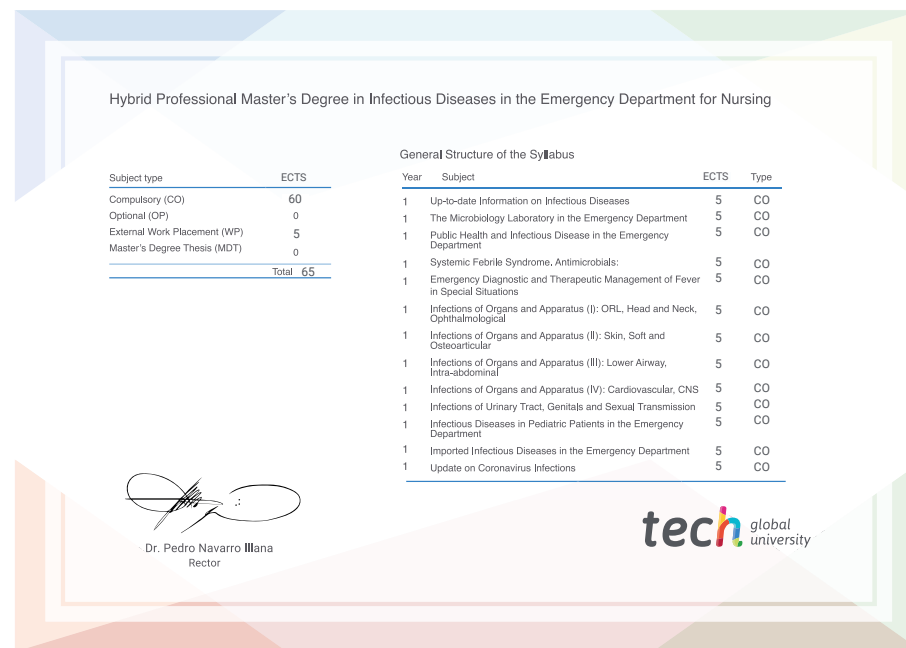 Hybrid Professional Master's Degree in Infectious Diseases in the Emergency Department for Nursing
Subject type ECTS
Compulsory (CO) 60
Optional (OP) 0
External Work Placement (WP) 5
Master's Degree Thesis (MDT) 0
Total 65
General Structure of the Syllabus
Year Subject ECTS Type
1 Up-to-date Information on Infectious Diseases 5 CO
1 The Microbiology Laboratory in the Emergency Department 5 CO
1 Public Health and Infectious Disease in the Emergency 5 CO
Department
1 Systemic Febrile Syndrome. Antimicrobials: 5 CO
1 Emergency Diagnostic and Therapeutic Management of Fever 5 CO
in Special Situations
1 Infections of Organs and Apparatus (I): ORL, Head and Neck, 5 CO
Ophthalmological
1 Infections of Organs and Apparatus (II): Skin, Soft and 5 CO
Osteoarticular
1 Infections of Organs and Apparatus (III): Lower Airway, 5 CO
Intra-abdominal
1 Infections of Organs and Apparatus (IV): Cardiovascular, CNS 5 CO
1 Infections of Urinary Tract, Genitals and Sexual Transmission 5 CO
1 Infectious Diseases in Pediatric Patients in the Emergency 5 CO
Department
1 Imported Infectious Diseases in the Emergency Department 5 CO
1 Update on Coronavirus Infections 5 CO
Dr. Pedro Navarro Illana
Rector
tech global
university